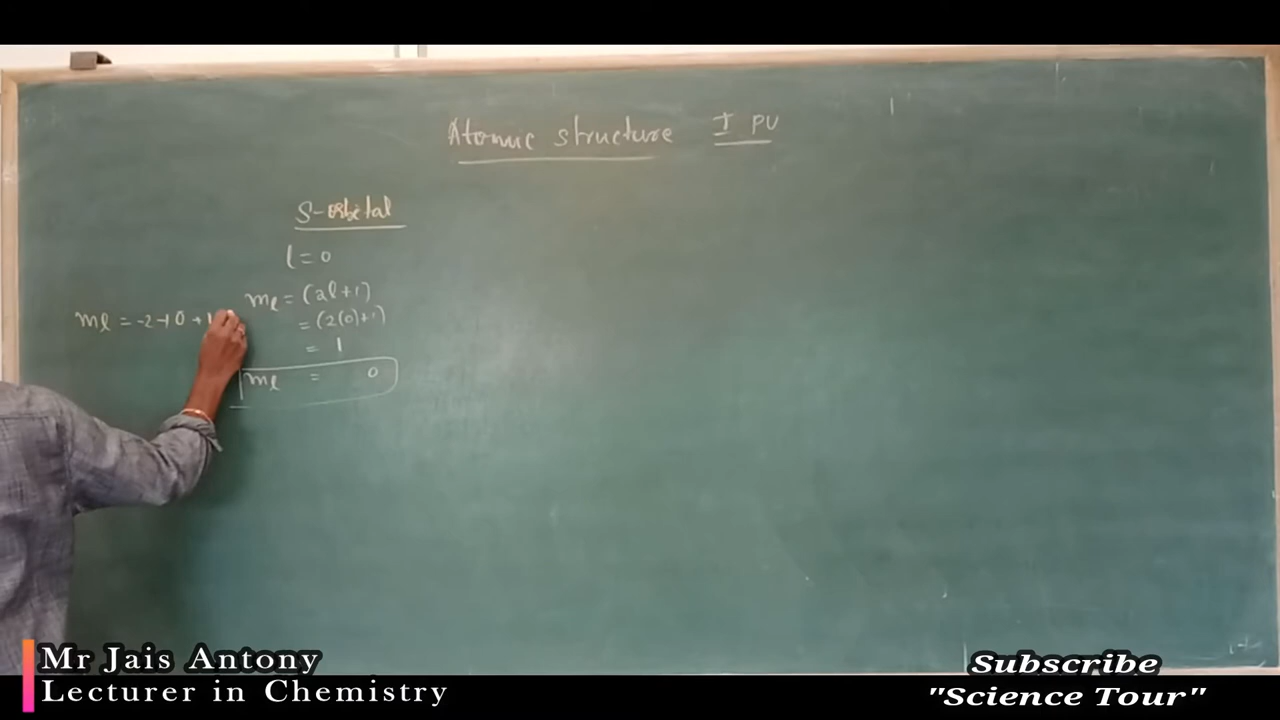 Atomic structure I PU
S-orbital
l = 0
ml = (2l+1)
= (2(0)+1)
= 1
ml = 0
ml = -2 -1 0 +1
Mr Jais Antony
Lecturer in Chemistry
Subscribe
"Science Tour"